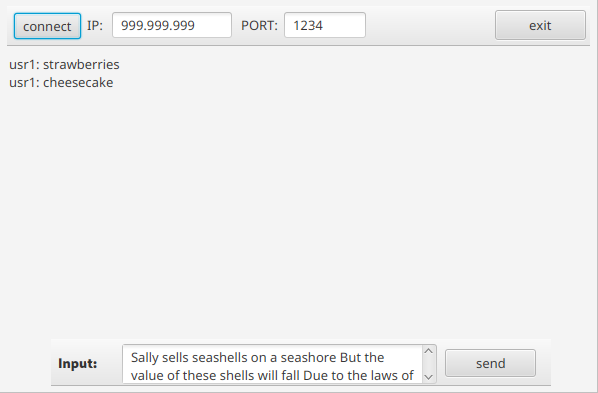 connect IP: 999.999.999 PORT: 1234 exit
usr1: strawberries
usr1: cheesecake
Input: Sally sells seashells on a seashore But the
value of these shells will fall Due to the laws of
send